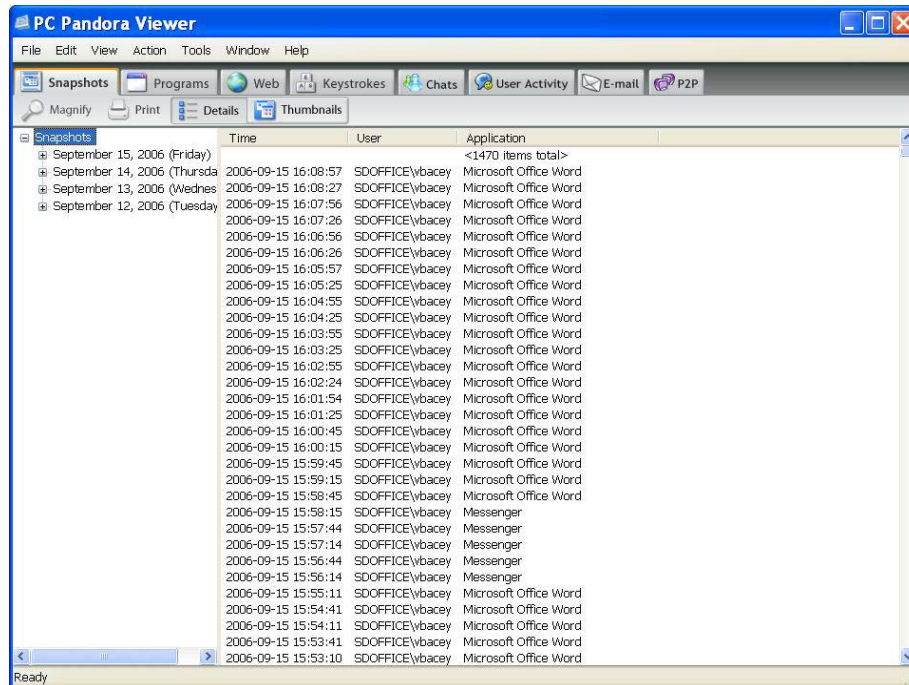 PC Pandora Viewer
File Edit View Action Tools Window Help
Snapshots Programs Web Keystrokes Chats User Activity E-mail P2P
Magnify Print Details Thumbnails
Snapshots
September 15, 2006 (Friday)
September 14, 2006 (Thursda
September 13, 2006 (Wednes
September 12, 2006 (Tuesday
Time User Application
<1470 items total>
2006-09-15 16:08:57 SDOFFICE\vbacey Microsoft Office Word
2006-09-15 16:08:27 SDOFFICE\vbacey Microsoft Office Word
2006-09-15 16:07:56 SDOFFICE\vbacey Microsoft Office Word
2006-09-15 16:07:26 SDOFFICE\vbacey Microsoft Office Word
2006-09-15 16:06:56 SDOFFICE\vbacey Microsoft Office Word
2006-09-15 16:06:26 SDOFFICE\vbacey Microsoft Office Word
2006-09-15 16:05:57 SDOFFICE\vbacey Microsoft Office Word
2006-09-15 16:05:25 SDOFFICE\vbacey Microsoft Office Word
2006-09-15 16:04:55 SDOFFICE\vbacey Microsoft Office Word
2006-09-15 16:04:25 SDOFFICE\vbacey Microsoft Office Word
2006-09-15 16:03:55 SDOFFICE\vbacey Microsoft Office Word
2006-09-15 16:03:25 SDOFFICE\vbacey Microsoft Office Word
2006-09-15 16:02:55 SDOFFICE\vbacey Microsoft Office Word
2006-09-15 16:02:24 SDOFFICE\vbacey Microsoft Office Word
2006-09-15 16:01:54 SDOFFICE\vbacey Microsoft Office Word
2006-09-15 16:01:25 SDOFFICE\vbacey Microsoft Office Word
2006-09-15 16:00:45 SDOFFICE\vbacey Microsoft Office Word
2006-09-15 16:00:15 SDOFFICE\vbacey Microsoft Office Word
2006-09-15 15:59:45 SDOFFICE\vbacey Microsoft Office Word
2006-09-15 15:59:15 SDOFFICE\vbacey Microsoft Office Word
2006-09-15 15:58:45 SDOFFICE\vbacey Microsoft Office Word
2006-09-15 15:58:15 SDOFFICE\vbacey Messenger
2006-09-15 15:57:44 SDOFFICE\vbacey Messenger
2006-09-15 15:57:14 SDOFFICE\vbacey Messenger
2006-09-15 15:56:44 SDOFFICE\vbacey Messenger
2006-09-15 15:56:14 SDOFFICE\vbacey Messenger
2006-09-15 15:55:11 SDOFFICE\vbacey Microsoft Office Word
2006-09-15 15:54:41 SDOFFICE\vbacey Microsoft Office Word
2006-09-15 15:54:11 SDOFFICE\vbacey Microsoft Office Word
2006-09-15 15:53:41 SDOFFICE\vbacey Microsoft Office Word
2006-09-15 15:53:10 SDOFFICE\vbacey Microsoft Office Word
Ready